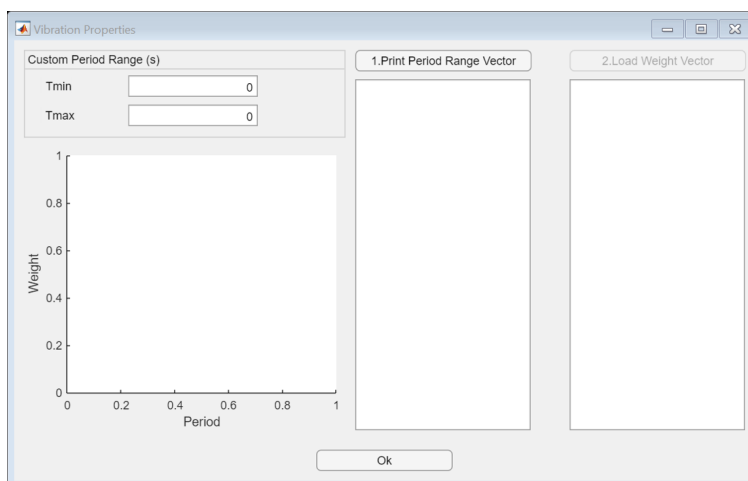 Vibration Properties
Custom Period Range (s)
Tmin 0
Tmax 0
1.Print Period Range Vector
2.Load Weight Vector
1
0.8
0.6
0.4
0.2
0
Weight
0 0.2 0.4 0.6 0.8 1
Period
Ok